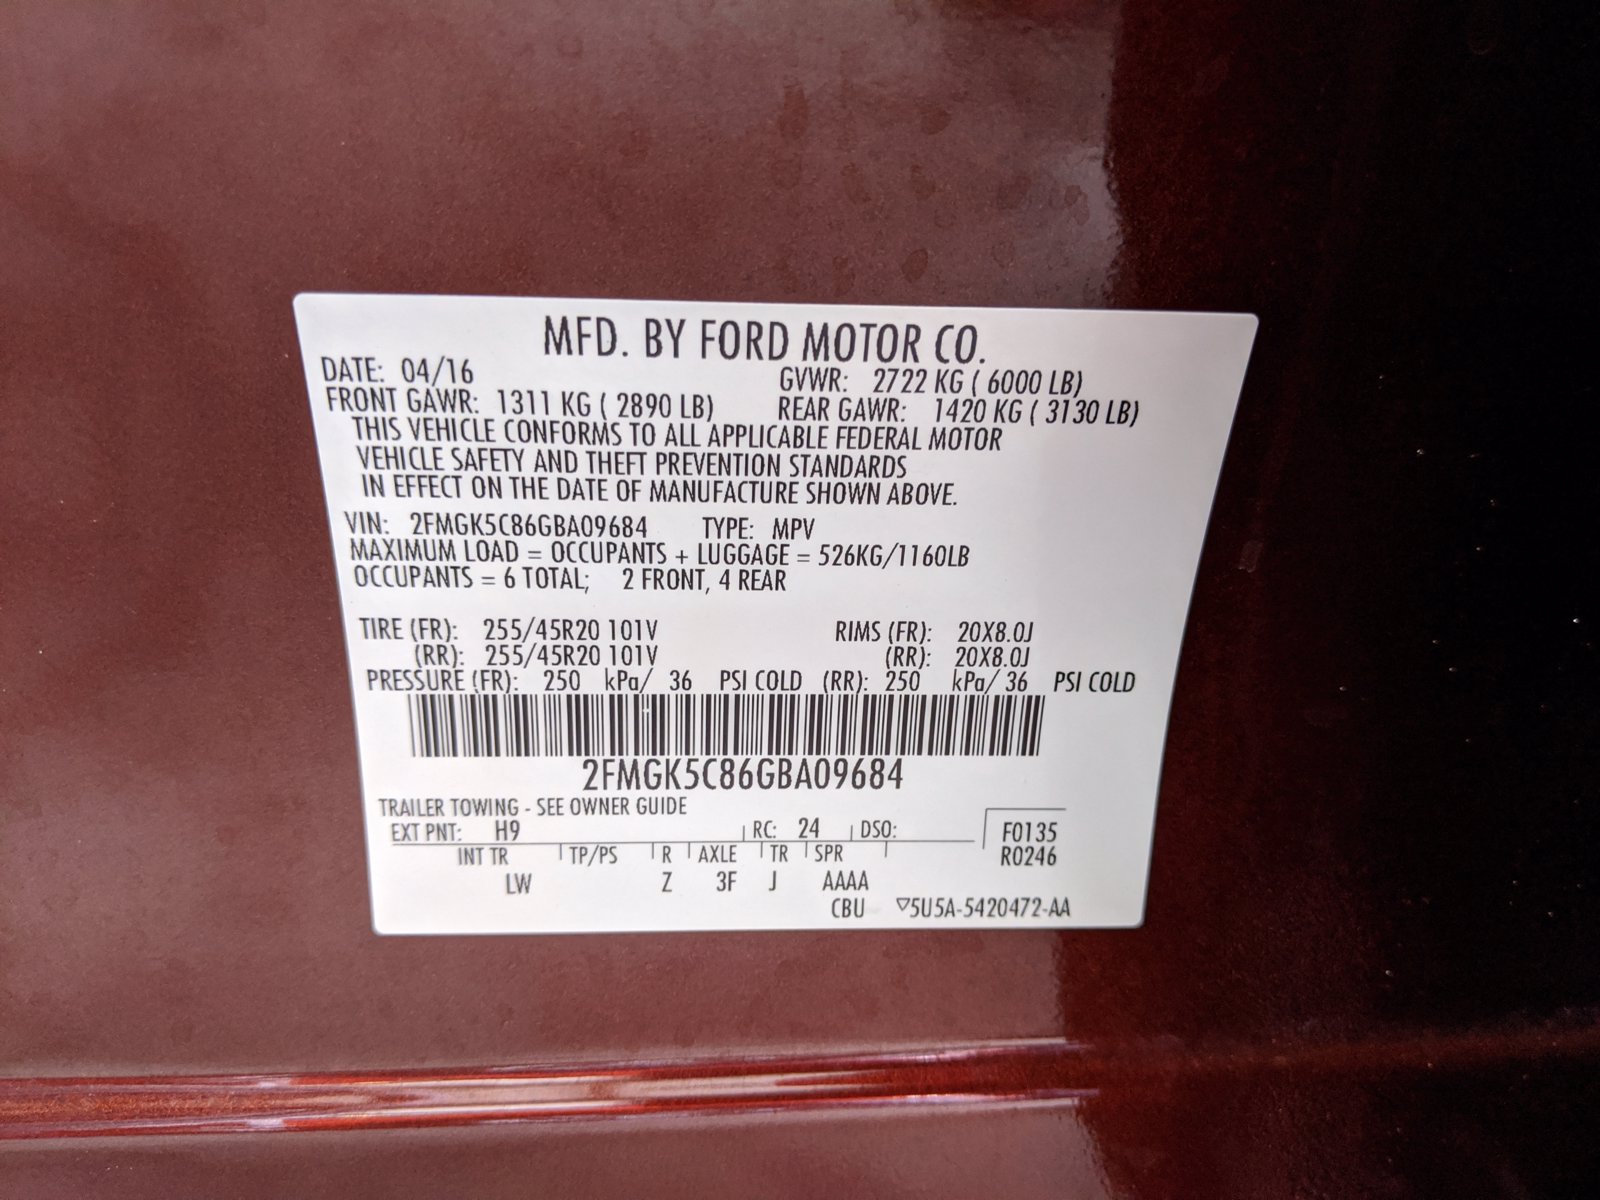 MFD. BY FORD MOTOR CO.
DATE: 04/16 GVWR: 2722 KG ( 6000 LB)
FRONT GAWR: 1311 KG ( 2890 LB) REAR GAWR: 1420 KG ( 3130 LB)
THIS VEHICLE CONFORMS TO ALL APPLICABLE FEDERAL MOTOR
VEHICLE SAFETY AND THEFT PREVENTION STANDARDS
IN EFFECT ON THE DATE OF MANUFACTURE SHOWN ABOVE.
VIN: 2FMGK5C86GBA09684 TYPE: MPV
MAXIMUM LOAD = OCCUPANTS + LUGGAGE = 526KG/1160LB
OCCUPANTS = 6 TOTAL; 2 FRONT, 4 REAR
TIRE (FR): 255/45R20 101V RIMS (FR): 20X8.0J
(RR): 255/45R20 101V (RR): 20X8.0J
PRESSURE (FR): 250 kPa/ 36 PSI COLD (RR): 250 kPa/ 36 PSI COLD
2FMGK5C86GBA09684
TRAILER TOWING - SEE OWNER GUIDE
EXT PNT: H9 RC: 24 DSO: F0135
INT TR TP/PS R AXLE TR SPR R0246
LW Z 3F J AAAA
CBU ▽5U5A-5420472-AA